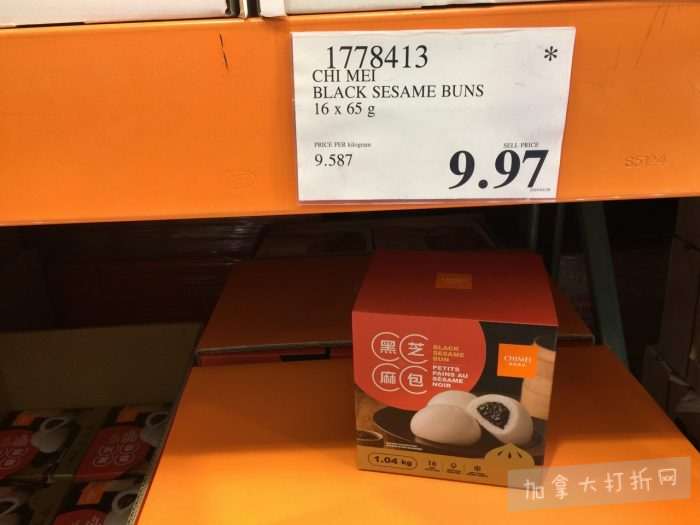 1778413 *
CHI MEI
BLACK SESAME BUNS
16 x 65 g
PRICE PER kilogram
SELL PRICE
9.587
9.97
85124
CHIMEI
黑芝
麻包
BLACK
SESAME
BUN
PETITS
PAINS AU
SÉSAME
NOIR
1.04 kg
16
加拿大打折网